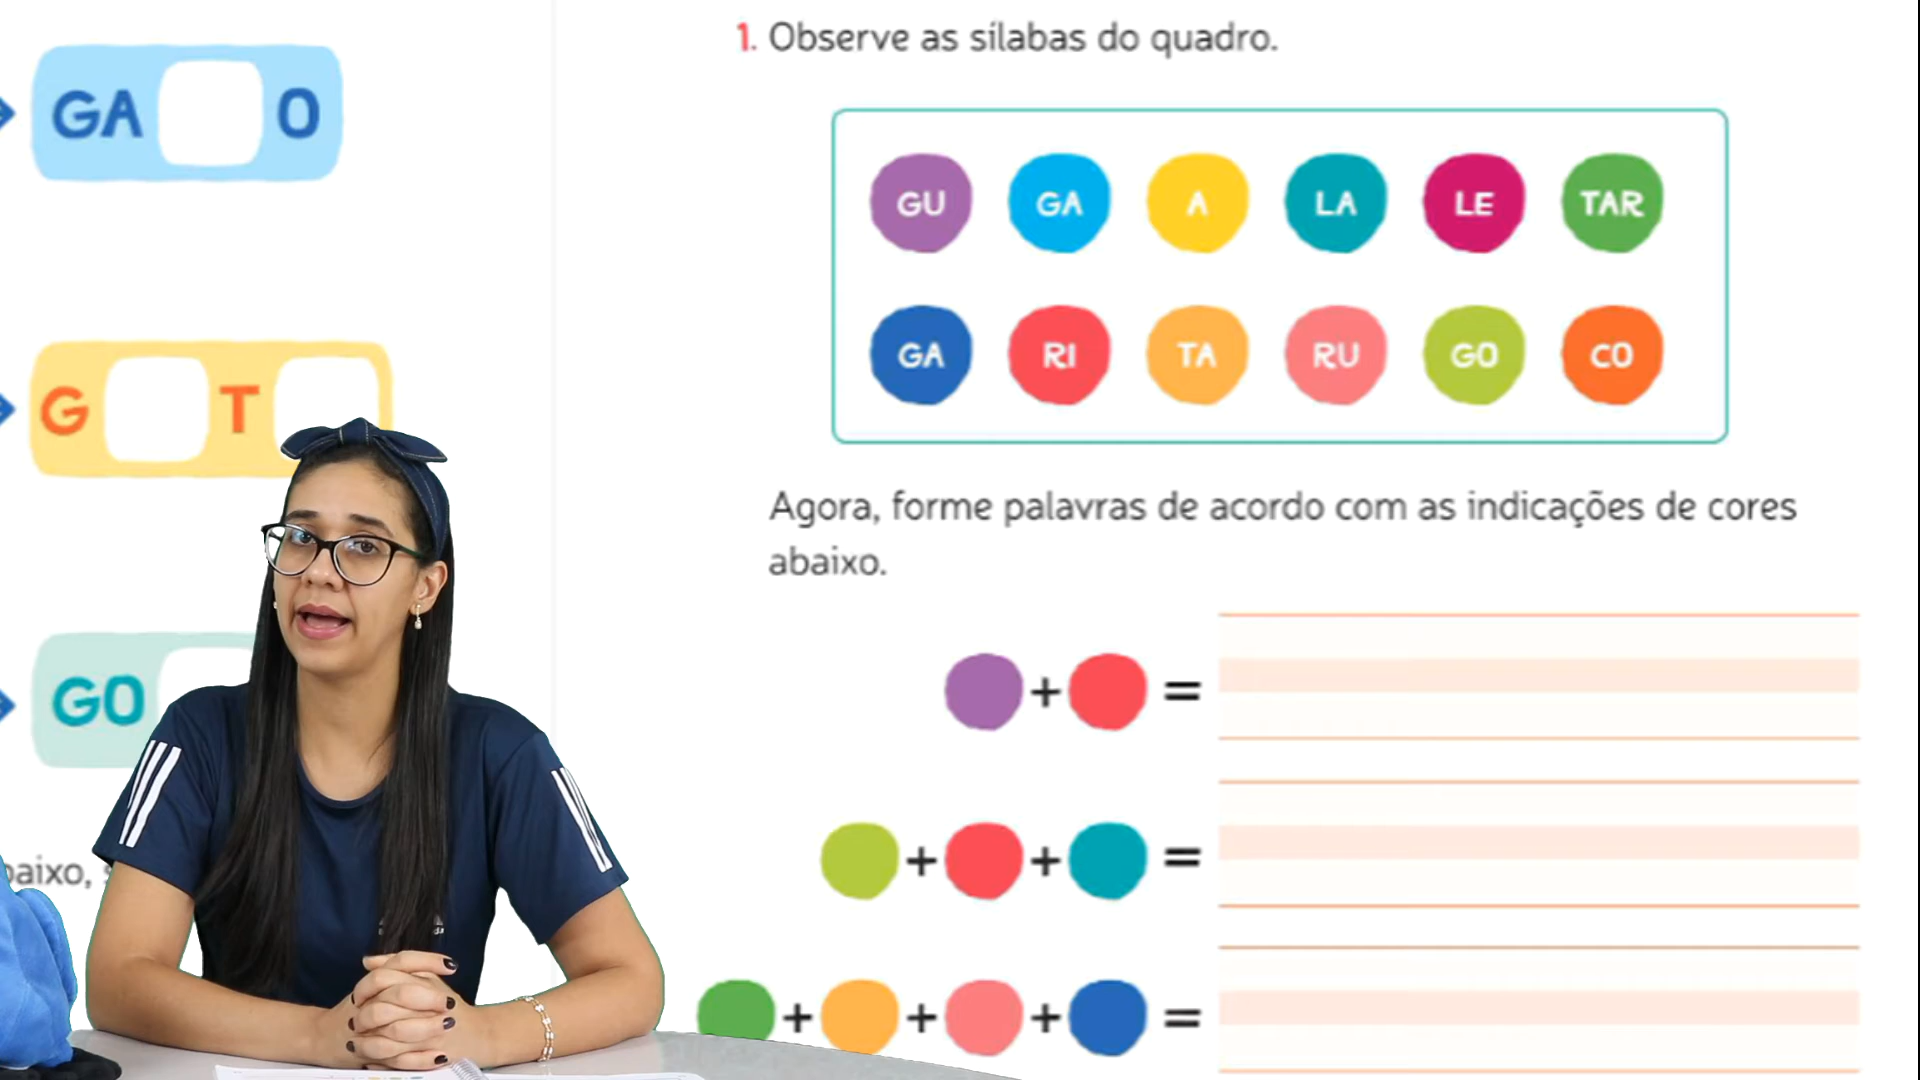 GA O
G T
GO
baixo,
1. Observe as sílabas do quadro.
GU GA A LA LE TAR
GA RI TA RU GO CO
Agora, forme palavras de acordo com as indicações de cores
abaixo.
+ =
+ + =
+ + + =